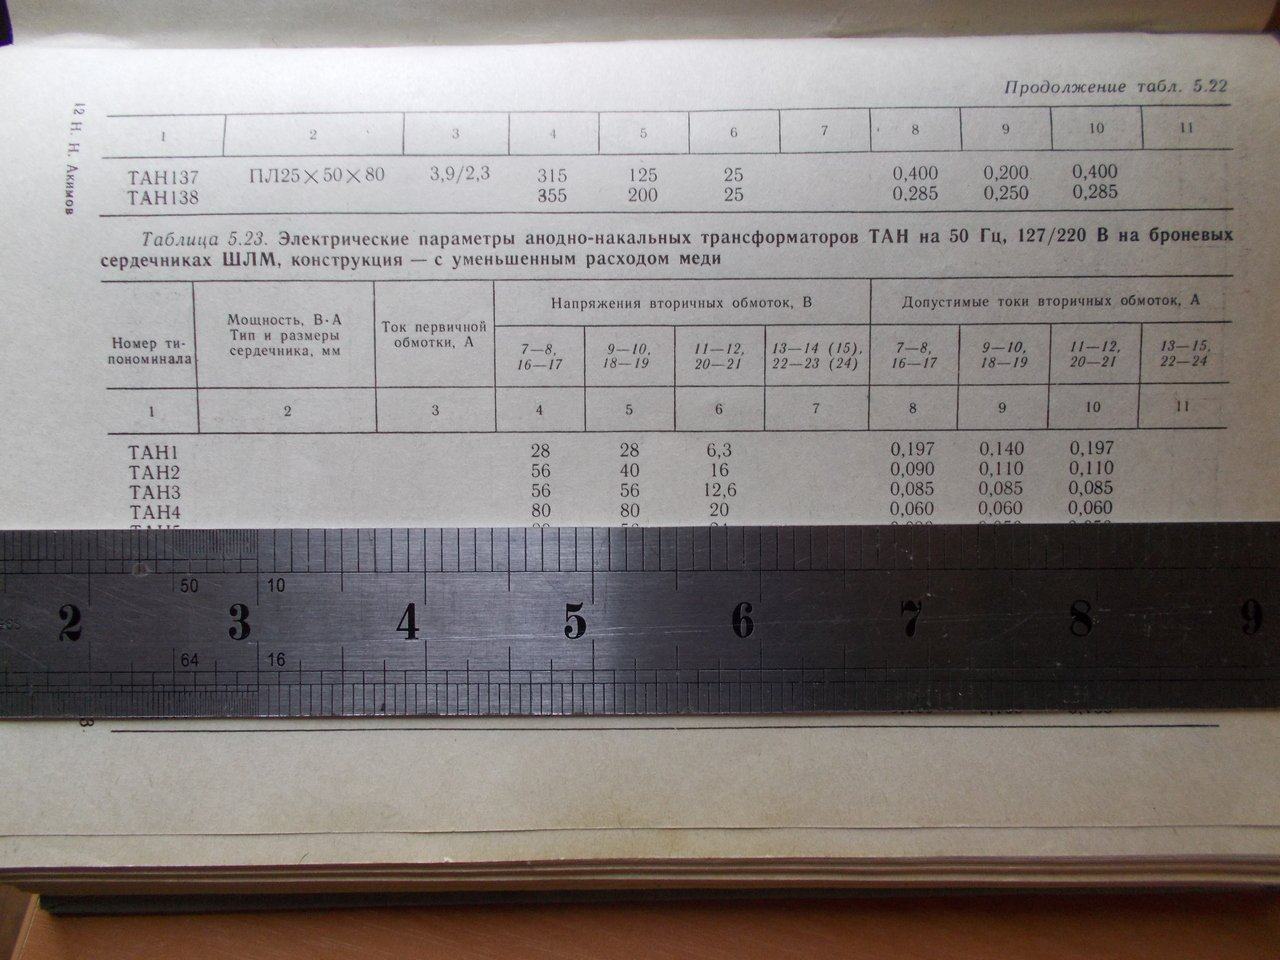 Продолжение табл. 5.22
12 Н. Н. Акимов
1 2 3 4 5 6 7 8 9 10 11
ТАН137 ПЛ25×50×80 3,9/2,3 315 125 25 0,400 0,200 0,400
ТАН138 355 200 25 0,285 0,250 0,285
Таблица 5.23. Электрические параметры анодно-накальных трансформаторов ТАН на 50 Гц, 127/220 В на броневых
сердечниках ШЛМ, конструкция — с уменьшенным расходом меди
Номер ти-
пономинала
Мощность, В·А
Тип и размеры
сердечника, мм
Ток первичной
обмотки, А
Напряжения вторичных обмоток, В
7—8,
16—17
9—10,
18—19
11—12,
20—21
13—14 (15),
22—23 (24)
Допустимые токи вторичных обмоток, А
7—8,
16—17
9—10,
18—19
11—12,
20—21
13—15,
22—24
1 2 3 4 5 6 7 8 9 10 11
ТАН1 28 28 6,3 0,197 0,140 0,197
ТАН2 56 40 16 0,090 0,110 0,110
ТАН3 56 56 12,6 0,085 0,085 0,085
ТАН4 80 80 20 0,060 0,060 0,060
50 10
2 3 4 5 6 7 8 9
64 16